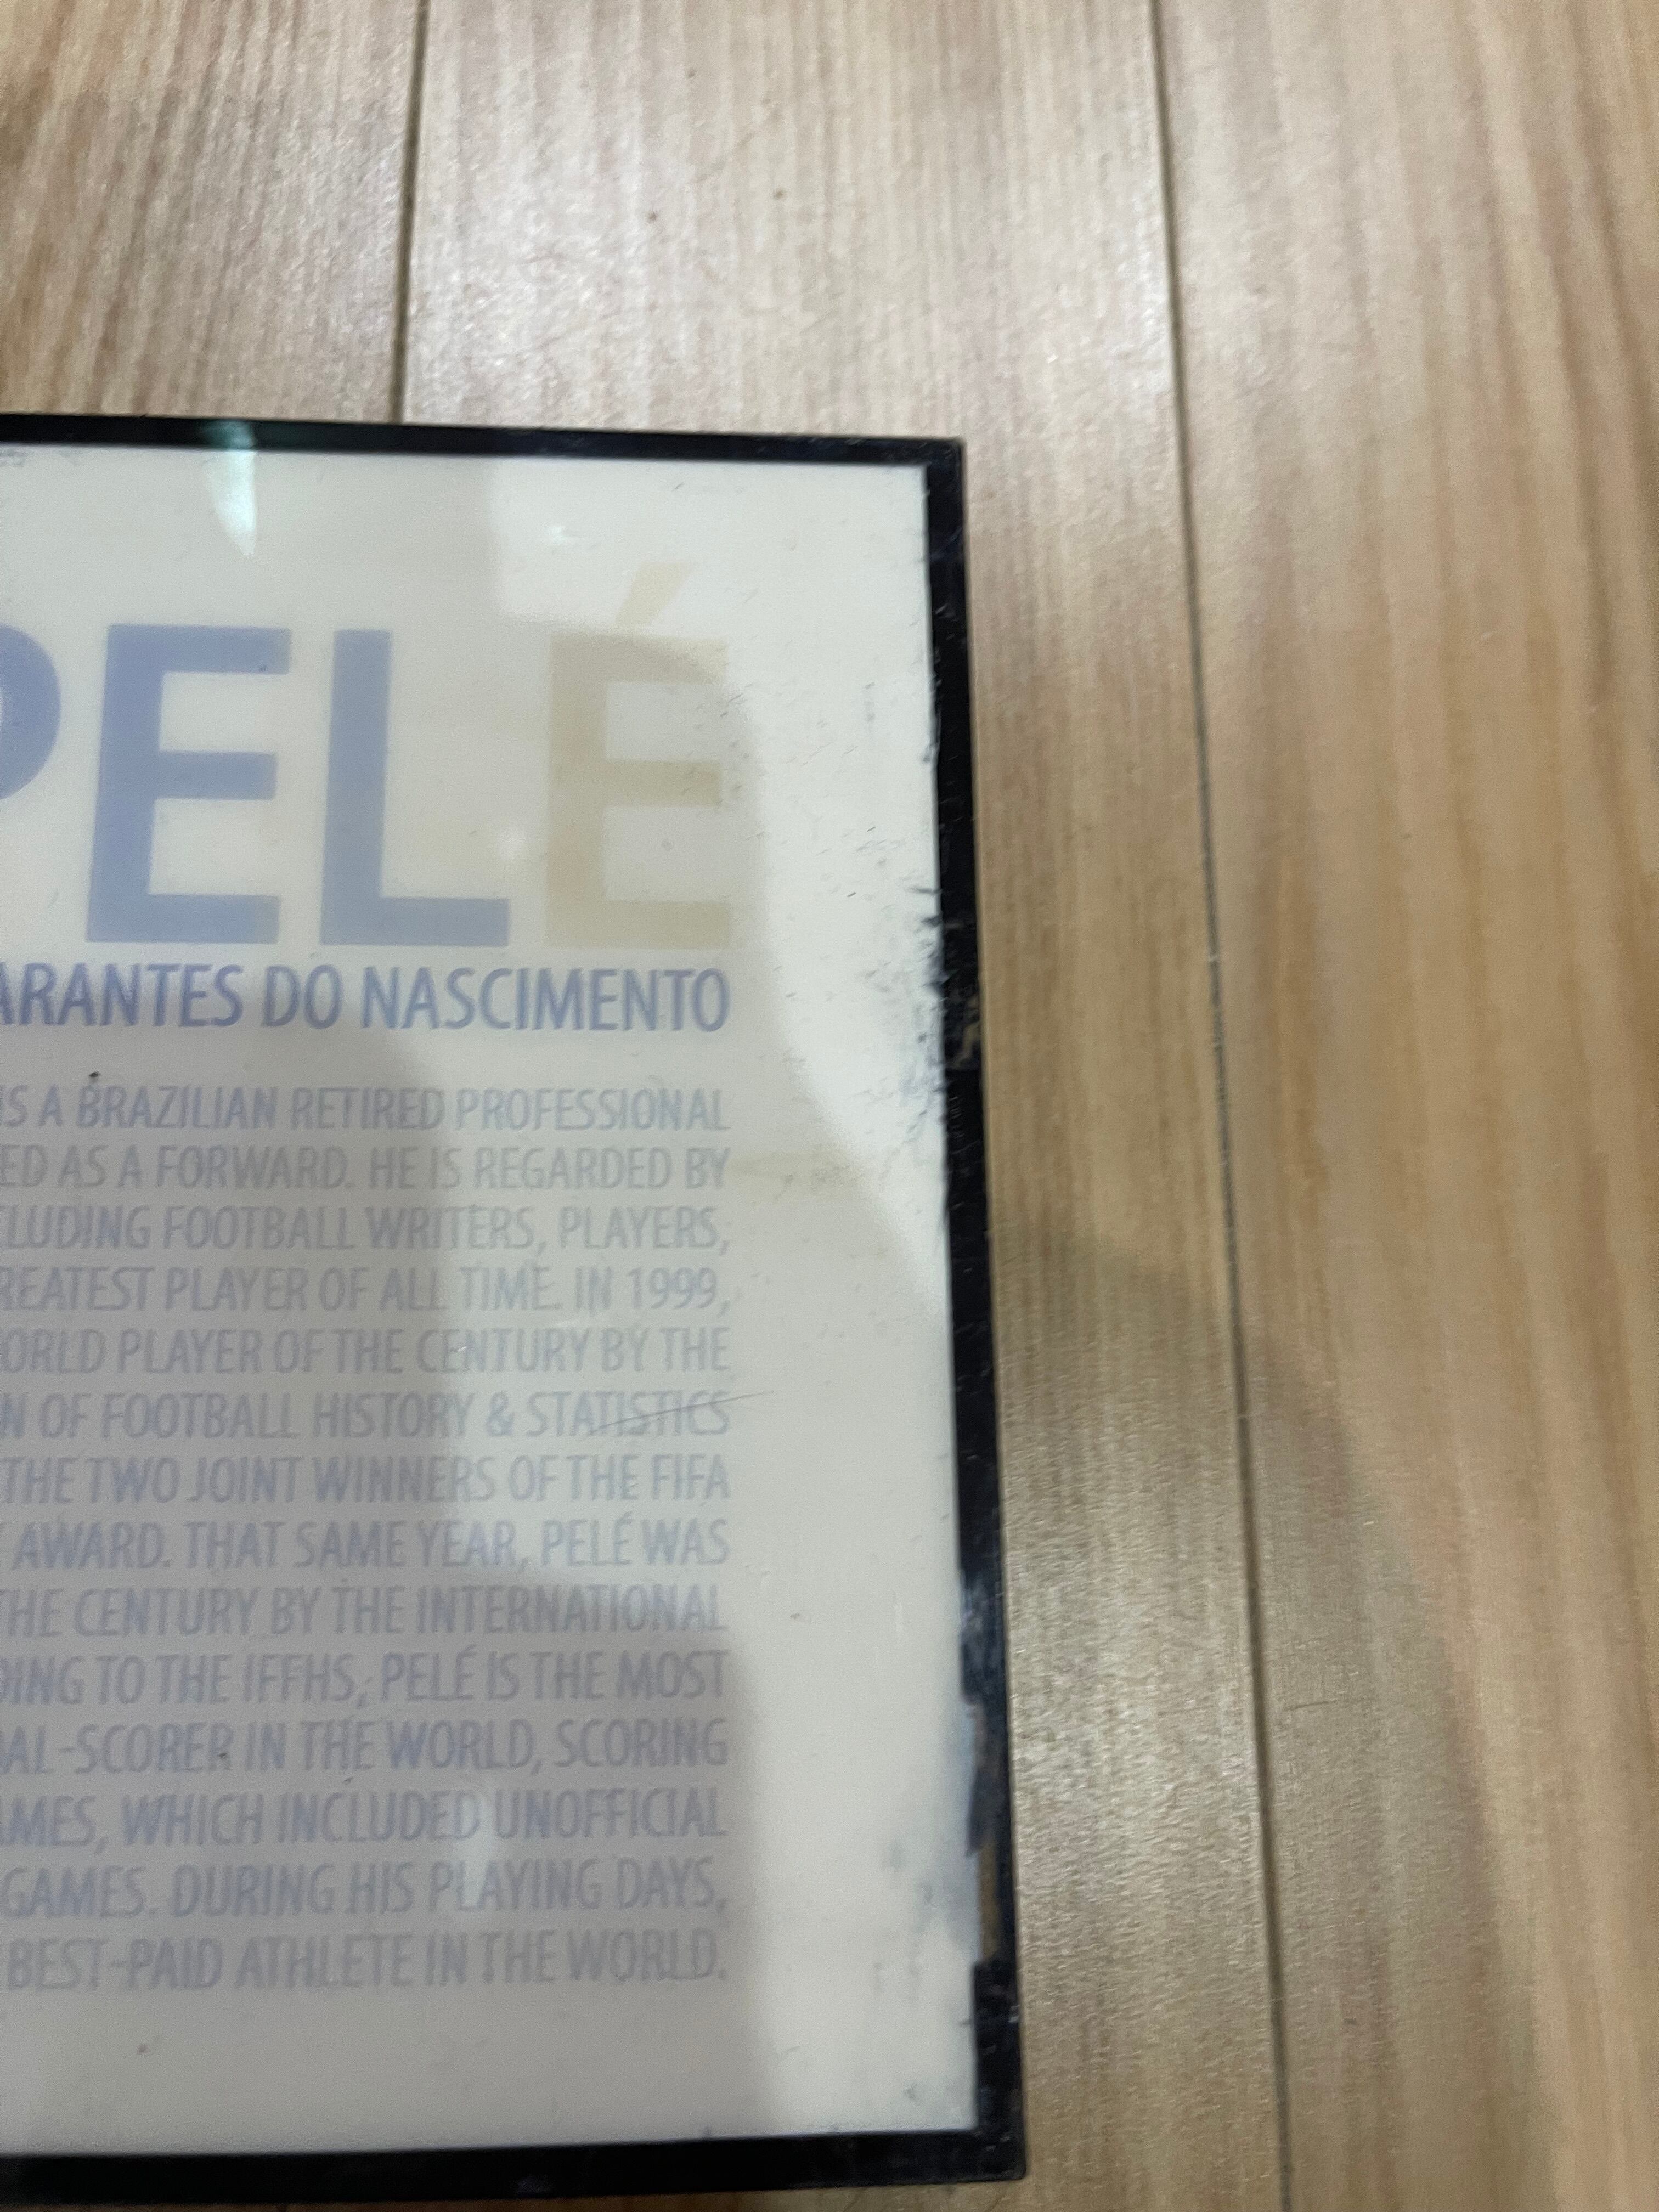 PELÉ
ARANTES DO NASCIMENTO
IS A BRAZILIAN RETIRED PROFESSIONAL
ED AS A FORWARD. HE IS REGARDED BY
CLUDING FOOTBALL WRITERS, PLAYERS,
REATEST PLAYER OF ALL TIME. IN 1999,
ORLD PLAYER OF THE CENTURY BY THE
N OF FOOTBALL HISTORY & STATISTICS
THE TWO JOINT WINNERS OF THE FIFA
AWARD. THAT SAME YEAR, PELÉ WAS
THE CENTURY BY THE INTERNATIONAL
DING TO THE IFFHS, PELÉ IS THE MOST
AL-SCORER IN THE WORLD, SCORING
AMES, WHICH INCLUDED UNOFFICIAL
GAMES. DURING HIS PLAYING DAYS,
BEST-PAID ATHLETE IN THE WORLD.